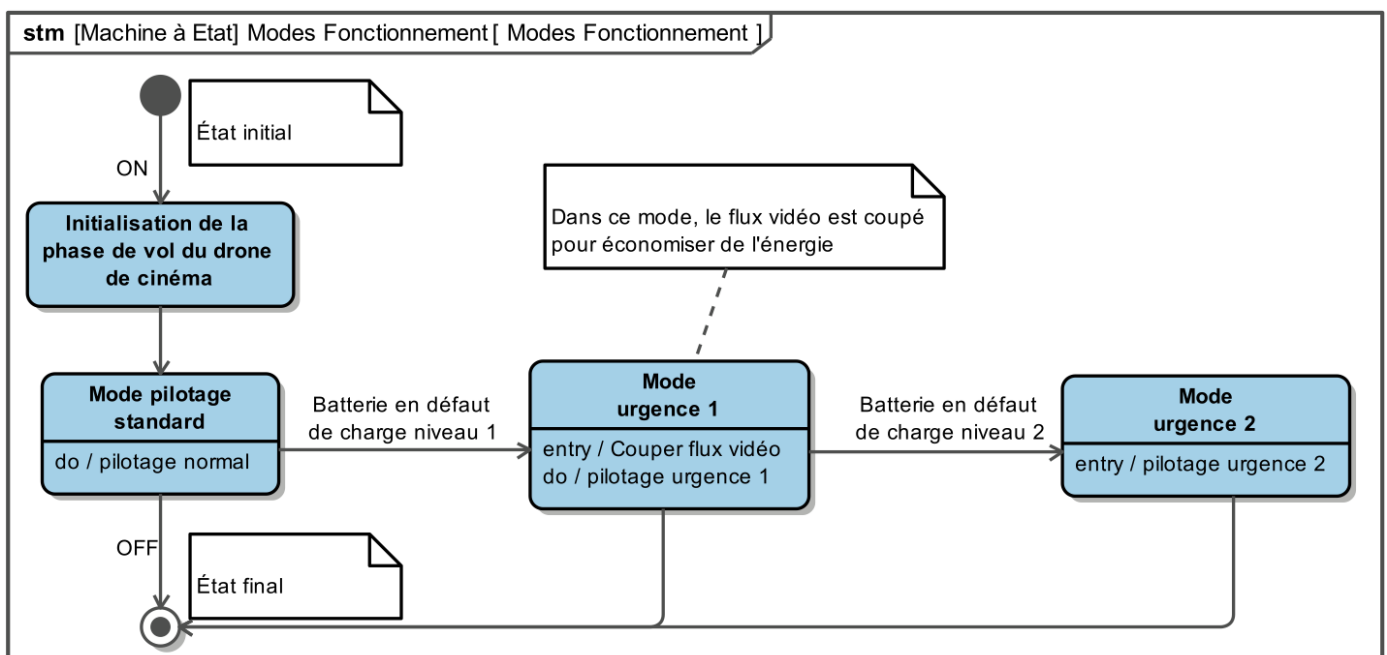 stm [Machine à Etat] Modes Fonctionnement [ Modes Fonctionnement ]
État initial
ON
Initialisation de la
phase de vol du drone
de cinéma
Dans ce mode, le flux vidéo est coupé
pour économiser de l'énergie
Mode pilotage
standard
do / pilotage normal
Batterie en défaut
de charge niveau 1
Mode
urgence 1
entry / Couper flux vidéo
do / pilotage urgence 1
Batterie en défaut
de charge niveau 2
Mode
urgence 2
entry / pilotage urgence 2
OFF
État final